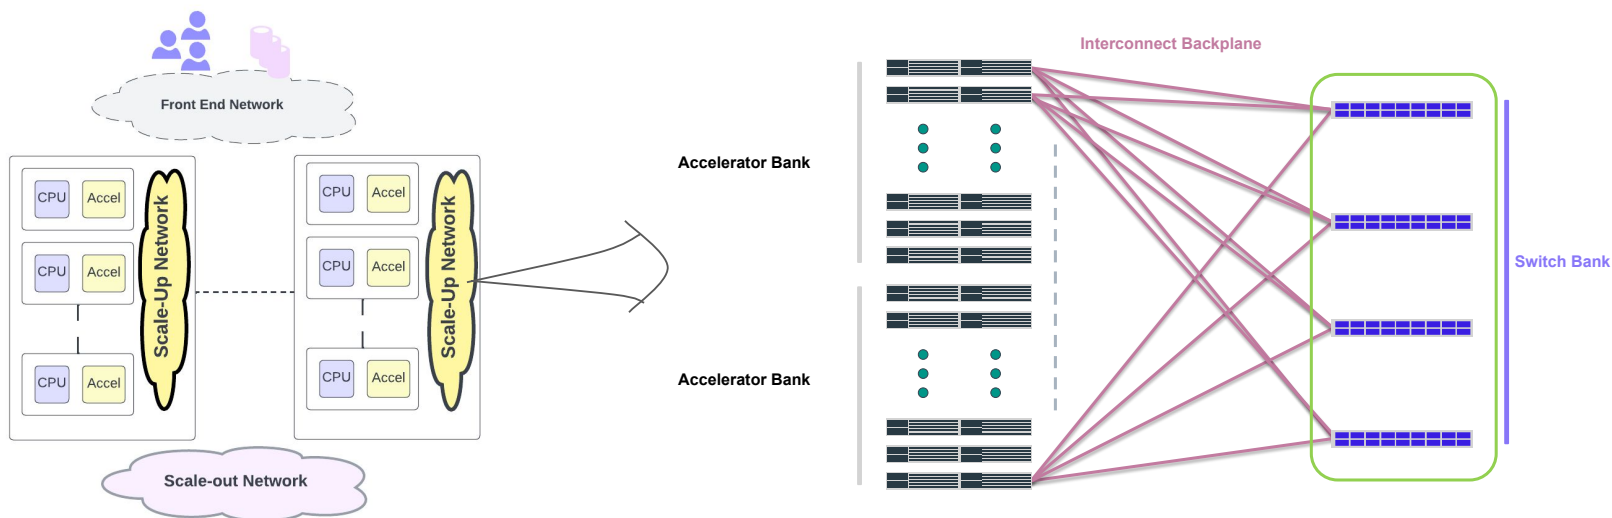 Front End Network
CPU
Accel
CPU
Accel
CPU
Accel
Scale-Up Network
CPU
Accel
CPU
Accel
CPU
Accel
Scale-Up Network
Scale-out Network
Accelerator Bank
Accelerator Bank
Interconnect Backplane
Switch Bank